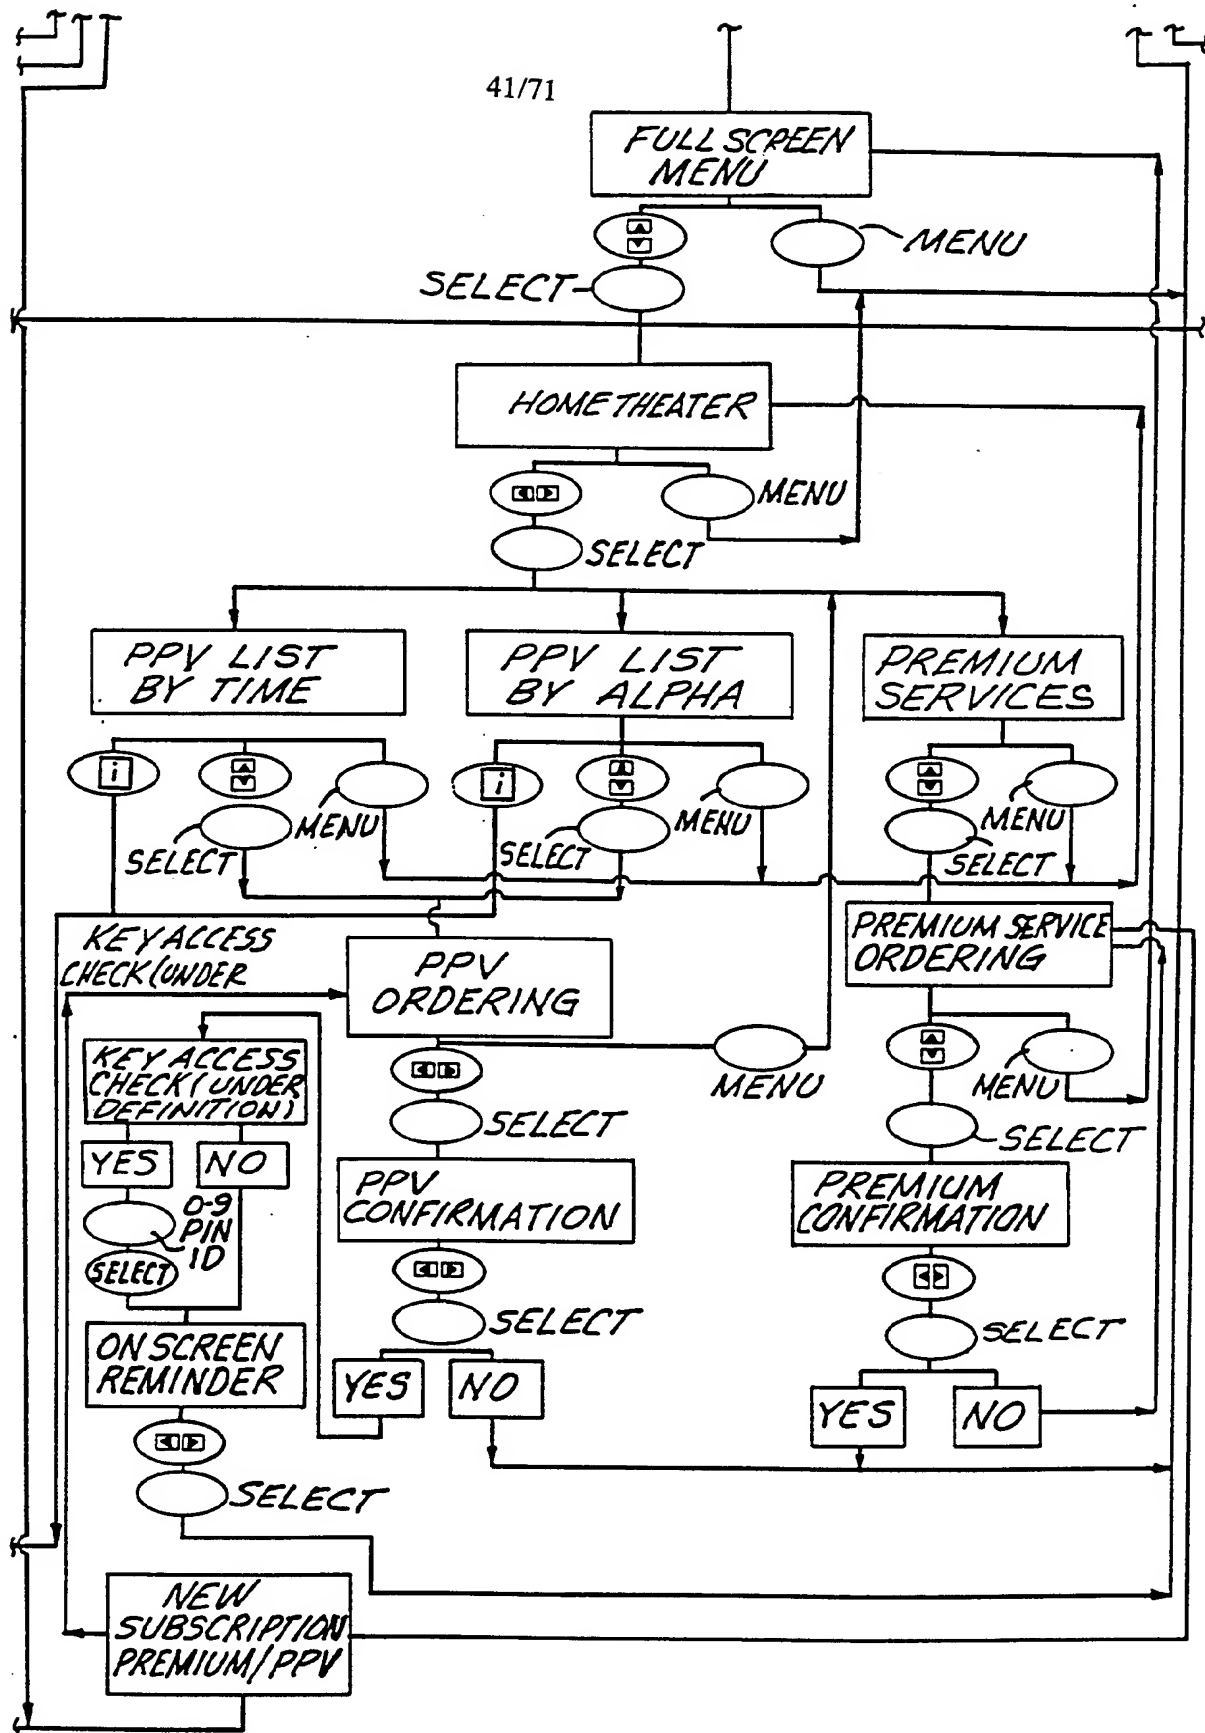 41/71
FULL SCREEN
MENU
MENU
SELECT
HOME THEATER
MENU
SELECT
PPV LIST
BY TIME
PPV LIST
BY ALPHA
PREMIUM
SERVICES
i
i
MENU
MENU
MENU
SELECT
SELECT
SELECT
KEY ACCESS
CHECK (UNDER
PPV
ORDERING
PREMIUM SERVICE
ORDERING
KEY ACCESS
CHECK (UNDER
DEFINITION)
MENU
MENU
SELECT
SELECT
YES
NO
PPV
CONFIRMATION
PREMIUM
CONFIRMATION
0-9
PIN
ID
SELECT
SELECT
SELECT
ON SCREEN
REMINDER
YES
NO
YES
NO
SELECT
NEW
SUBSCRIPTION
PREMIUM/PPV